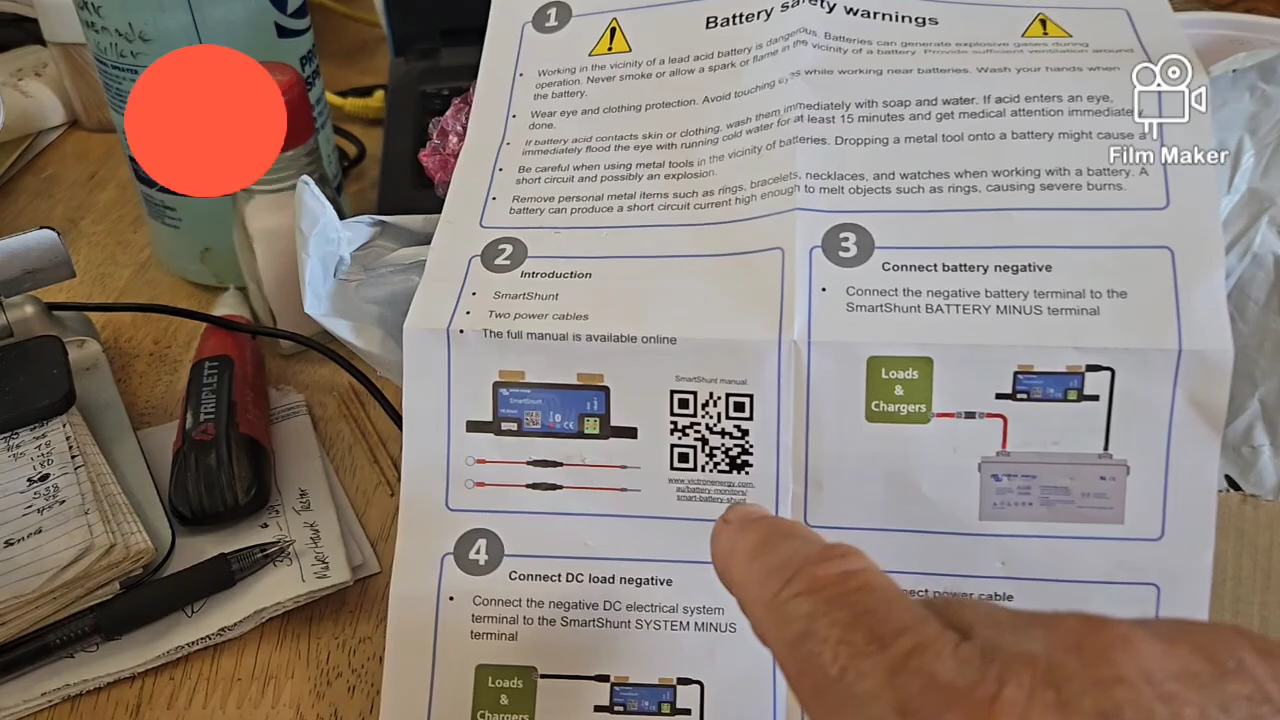 1
Battery safety warnings
Working in the vicinity of a lead acid battery is dangerous. Batteries can generate explosive gases during
operation. Never smoke or allow a spark or flame in the vicinity of a battery. Provide sufficient ventilation around
the battery.
Wear eye and clothing protection. Avoid touching eyes while working near batteries. Wash your hands when
done.
If battery acid contacts skin or clothing, wash them immediately with soap and water. If acid enters an eye,
immediately flood the eye with running cold water for at least 15 minutes and get medical attention immediate
Be careful when using metal tools in the vicinity of batteries. Dropping a metal tool onto a battery might cause a
short circuit and possibly an explosion.
Remove personal metal items such as rings, bracelets, necklaces, and watches when working with a battery. A
battery can produce a short circuit current high enough to melt objects such as rings, causing severe burns.
Film Maker
2
Introduction
SmartShunt
Two power cables
The full manual is available online
SmartShunt
SmartShunt manual
www.victronenergy.com.
au/battery-monitors/
smart-battery-shunt
3
Connect battery negative
Connect the negative battery terminal to the
SmartShunt BATTERY MINUS terminal
Loads
&
Chargers
4
Connect DC load negative
Connect the negative DC electrical system
terminal to the SmartShunt SYSTEM MINUS
terminal
Loads
&
Chargers
nect power cable
TRIPLETT
MakerHawk Tester